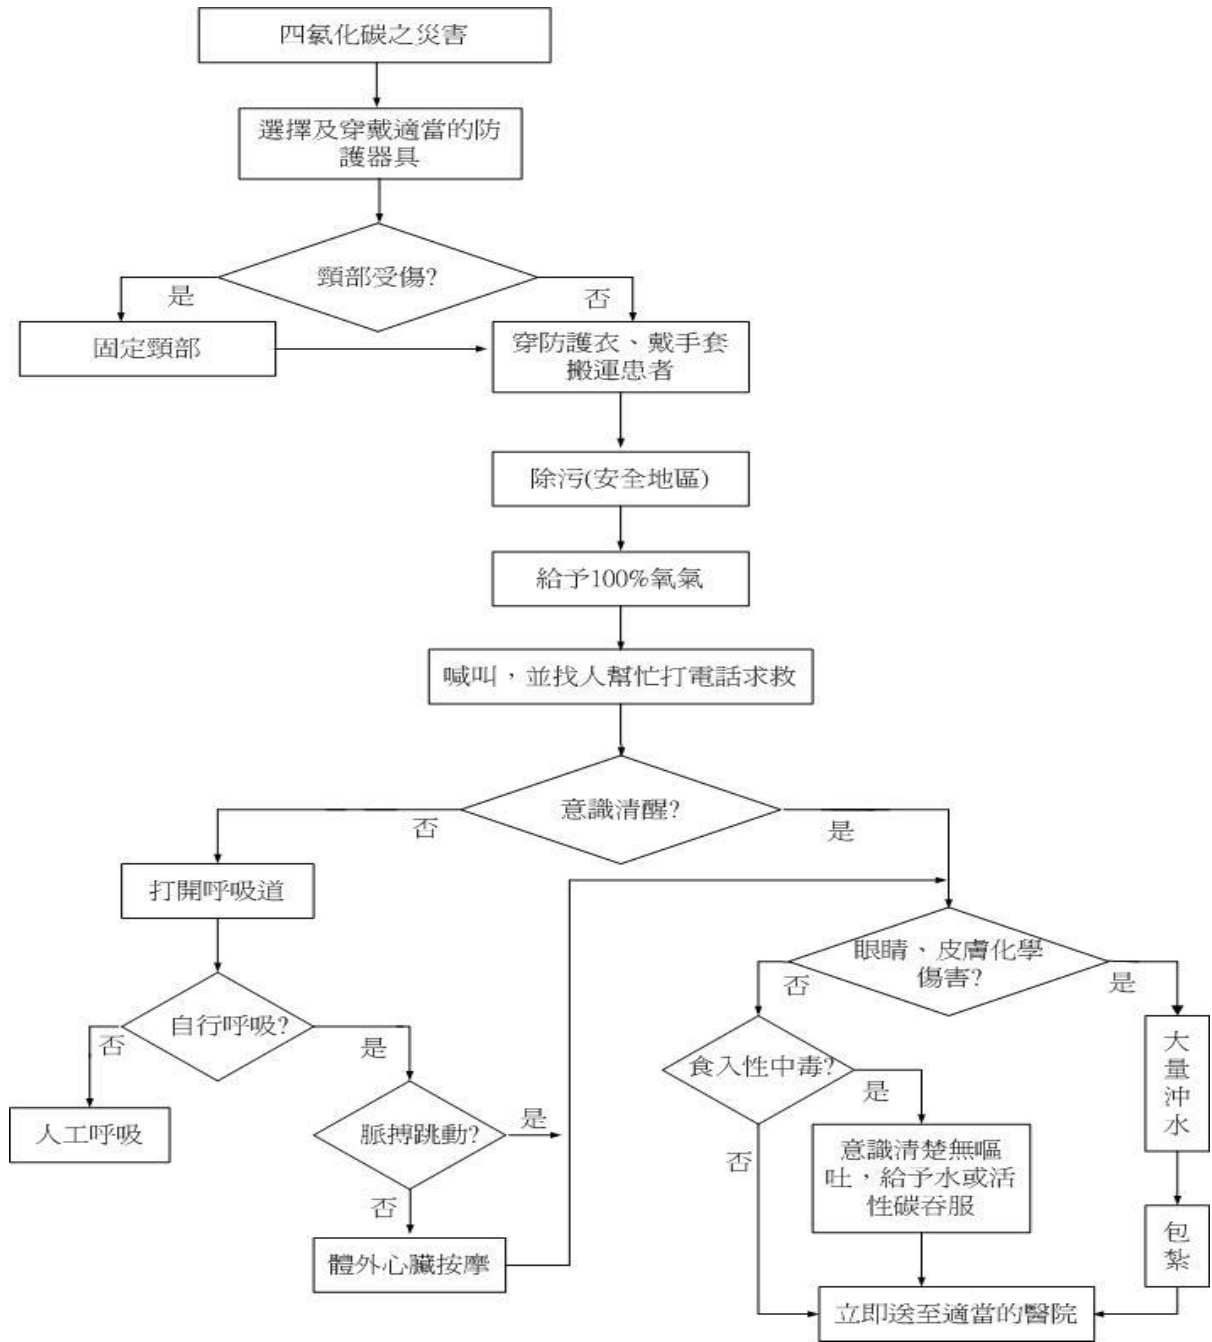 四氯化碳之災害
選擇及穿戴適當的防
護器具
頸部受傷?
是
否
固定頸部
穿防護衣、戴手套
搬運患者
除污(安全地區)
給予100%氧氣
喊叫，並找人幫忙打電話求救
意識清醒?
否
是
打開呼吸道
眼睛、皮膚化學
傷害?
否
是
自行呼吸?
否
是
食入性中毒?
是
大
量
沖
水
人工呼吸
脈搏跳動?
是
否
否
意識清楚無嘔
吐，給予水或活
性碳吞服
體外心臟按摩
包
紮
立即送至適當的醫院